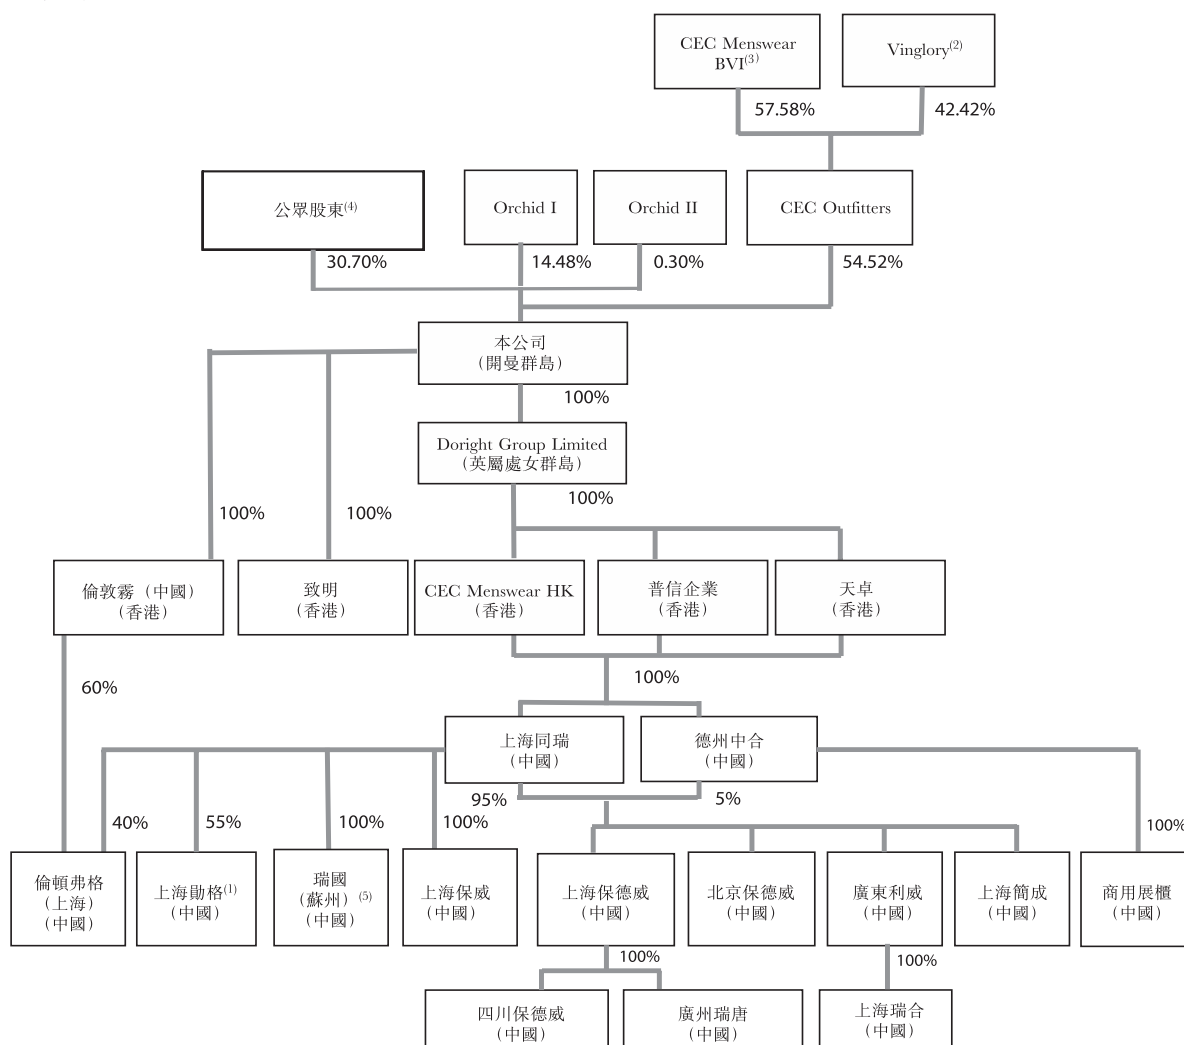 CEC Menswear
BVI(3)
Vinglory(2)
57.58%
42.42%
公眾股東(4)
Orchid I
Orchid II
CEC Outfitters
30.70%
14.48%
0.30%
54.52%
本公司
(開曼群島)
100%
Doright Group Limited
(英屬處女群島)
100%
100%
100%
倫敦霧(中國)
(香港)
致明
(香港)
CEC Menswear HK
(香港)
普信企業
(香港)
天卓
(香港)
60%
100%
上海同瑞
(中國)
德州中合
(中國)
95%
5%
40%
55%
100%
100%
100%
倫頓弗格
(上海)
(中國)
上海勛格(1)
(中國)
瑞國
(蘇州)(5)
(中國)
上海保威
(中國)
上海保德威
(中國)
北京保德威
(中國)
廣東利威
(中國)
上海簡成
(中國)
商用展櫃
(中國)
100%
100%
四川保德威
(中國)
廣州瑞唐
(中國)
上海瑞合
(中國)